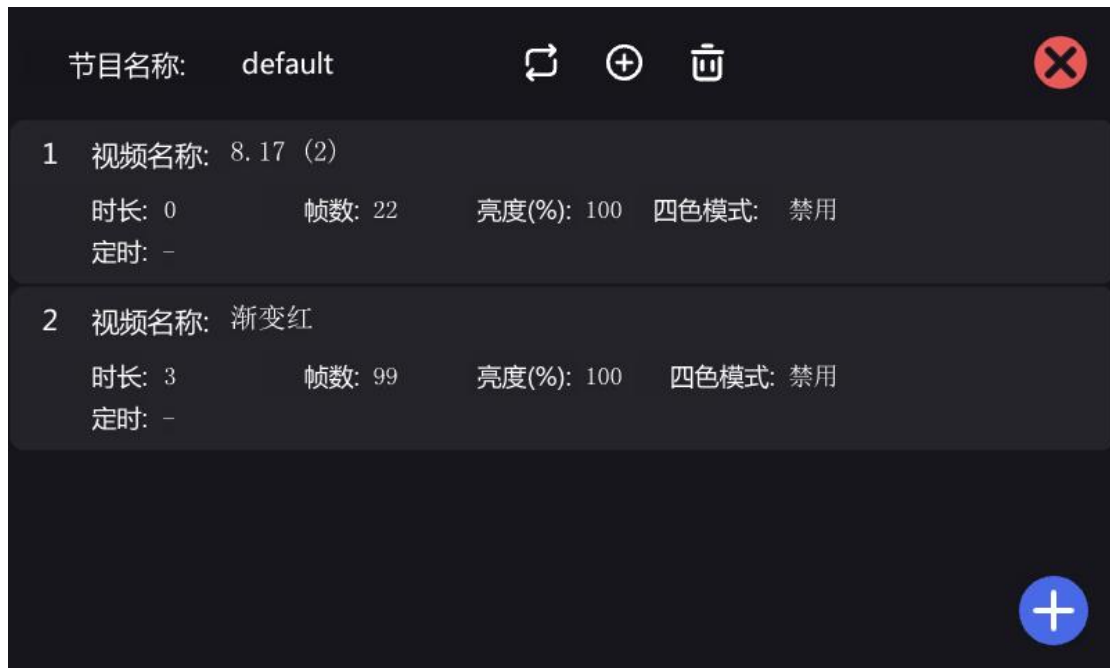 节目名称: default
1 视频名称: 8.17 (2)
时长: 0 帧数: 22 亮度(%): 100 四色模式: 禁用
定时: -
2 视频名称: 渐变红
时长: 3 帧数: 99 亮度(%): 100 四色模式: 禁用
定时: -